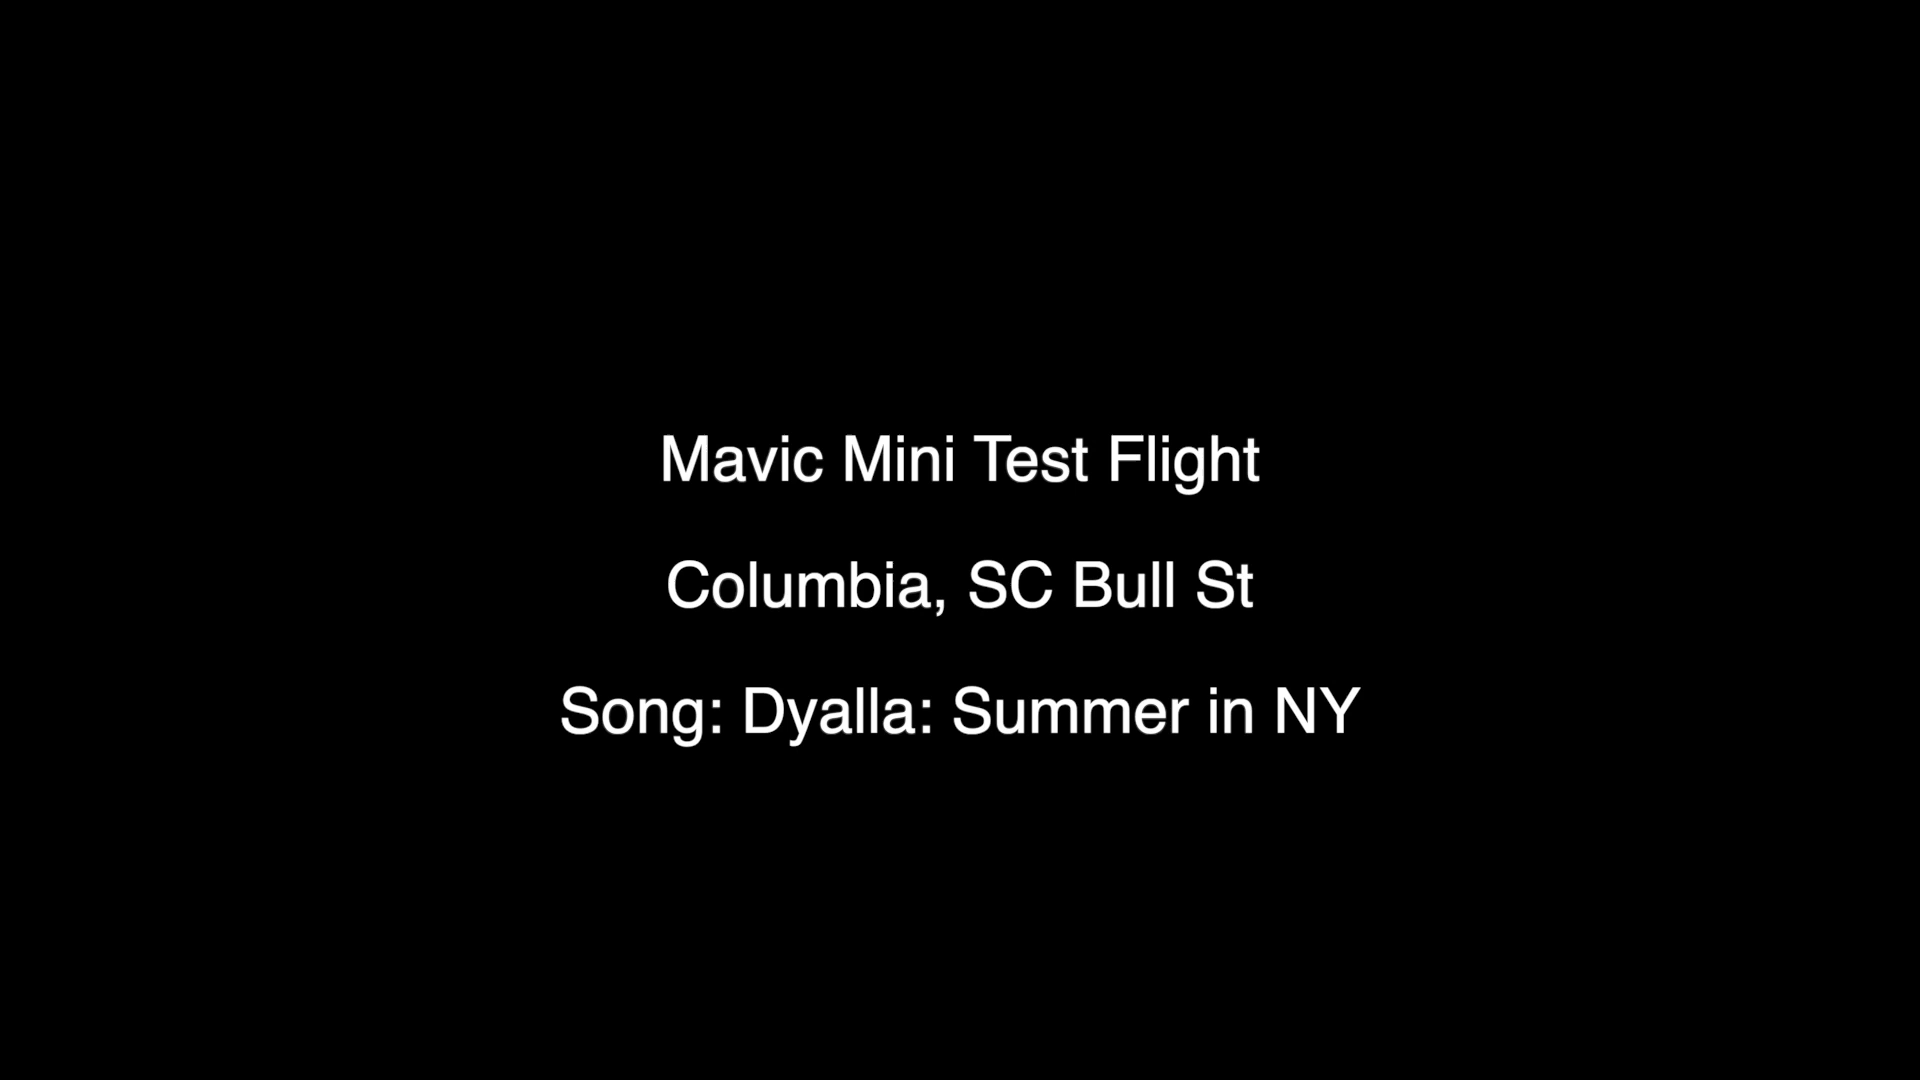 Mavic Mini Test Flight
Columbia, SC Bull St
Song: Dyalla: Summer in NY